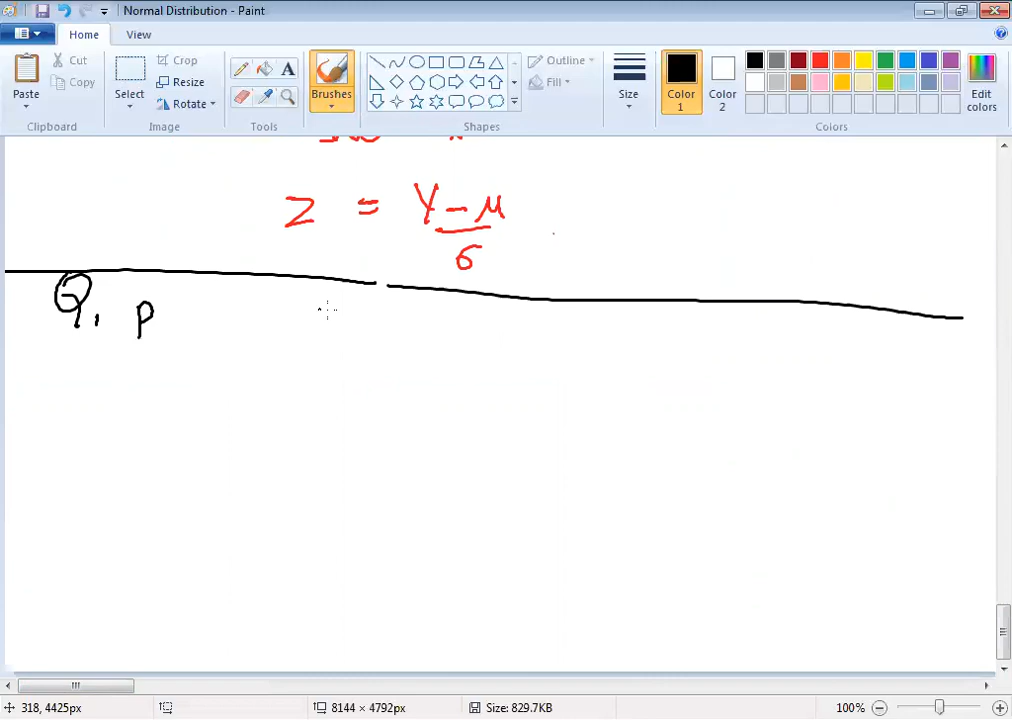 Normal Distribution - Paint
Home View
Paste Cut Copy Select Crop Resize Rotate A Brushes Outline Fill Size Color 1 Color 2 Edit colors
Clipboard Image Tools Shapes Colors
Z = Y - μ
σ
Q, P
318, 4425px 8144 × 4792px Size: 829.7KB 100%